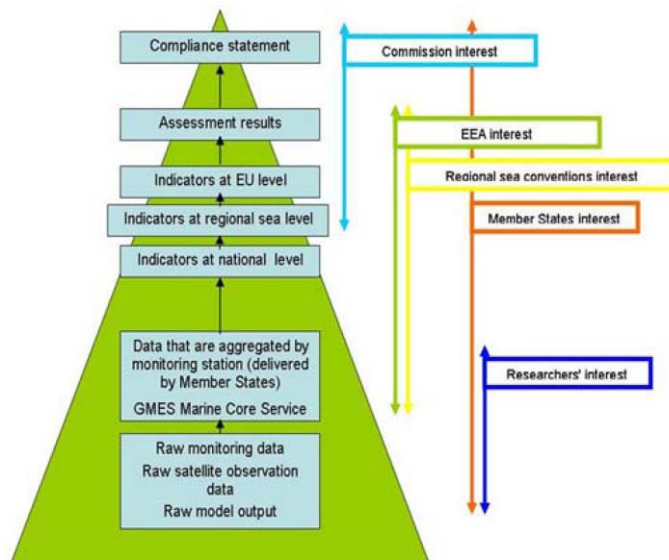 Compliance statement
Assessment results
Indicators at EU level
Indicators at regional sea level
Indicators at national level
Data that are aggregated by
monitoring station (delivered
by Member States)
GMES Marine Core Service
Raw monitoring data
Raw satellite observation
data
Raw model output
Commission interest
EEA interest
Regional sea conventions interest
Member States interest
Researchers' interest